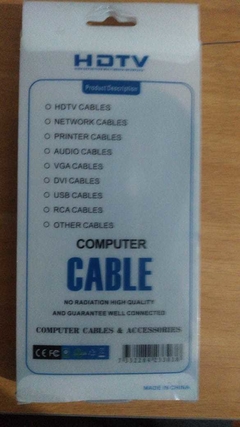 HDTV
Product Description
HDTV CABLES
NETWORK CABLES
PRINTER CABLES
AUDIO CABLES
VGA CABLES
DVI CABLES
USB CABLES
RCA CABLES
OTHER CABLES
COMPUTER
CABLE
NO RADIATION HIGH QUALITY
AND GUARANTEE WELL CONNECTED
COMPUTER CABLES & ACCESSORIES
CE FC
MADE IN CHINA